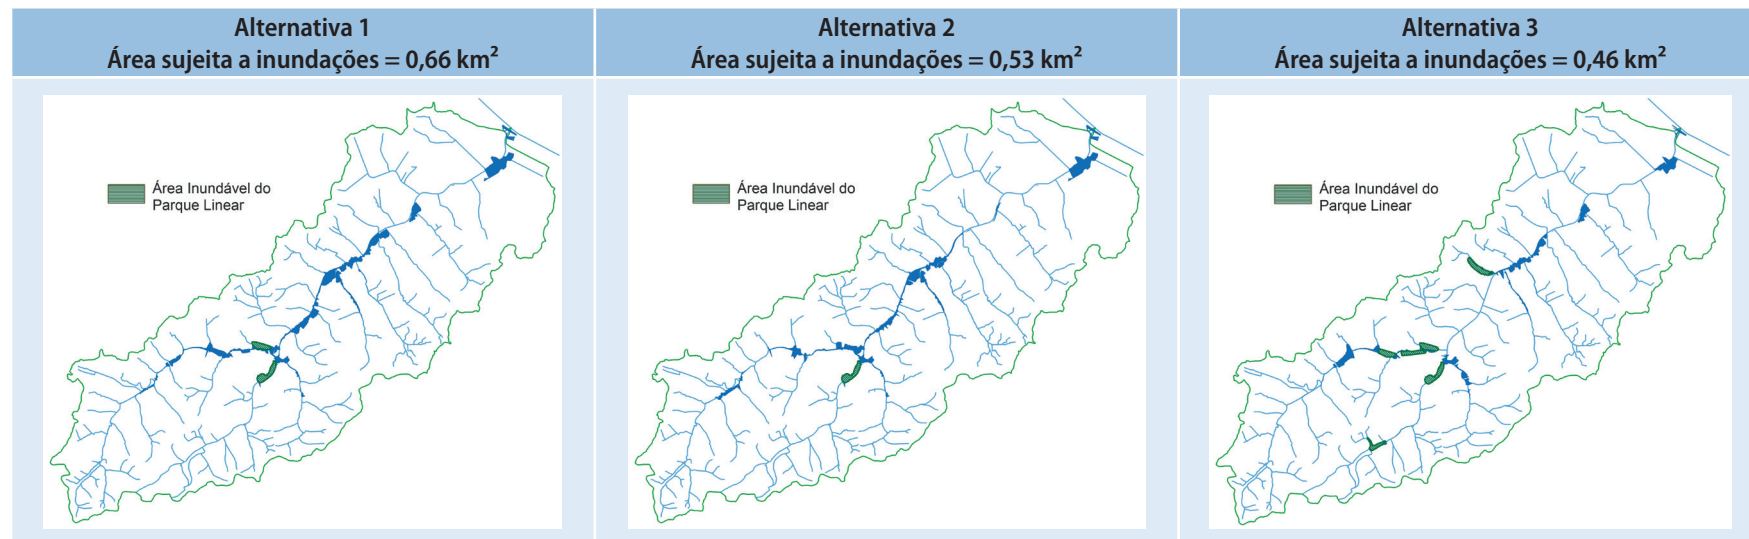 Alternativa 1
Área sujeita a inundações = 0,66 km²
Alternativa 2
Área sujeita a inundações = 0,53 km²
Alternativa 3
Área sujeita a inundações = 0,46 km²
Área Inundável do
Parque Linear
Área Inundável do
Parque Linear
Área Inundável do
Parque Linear